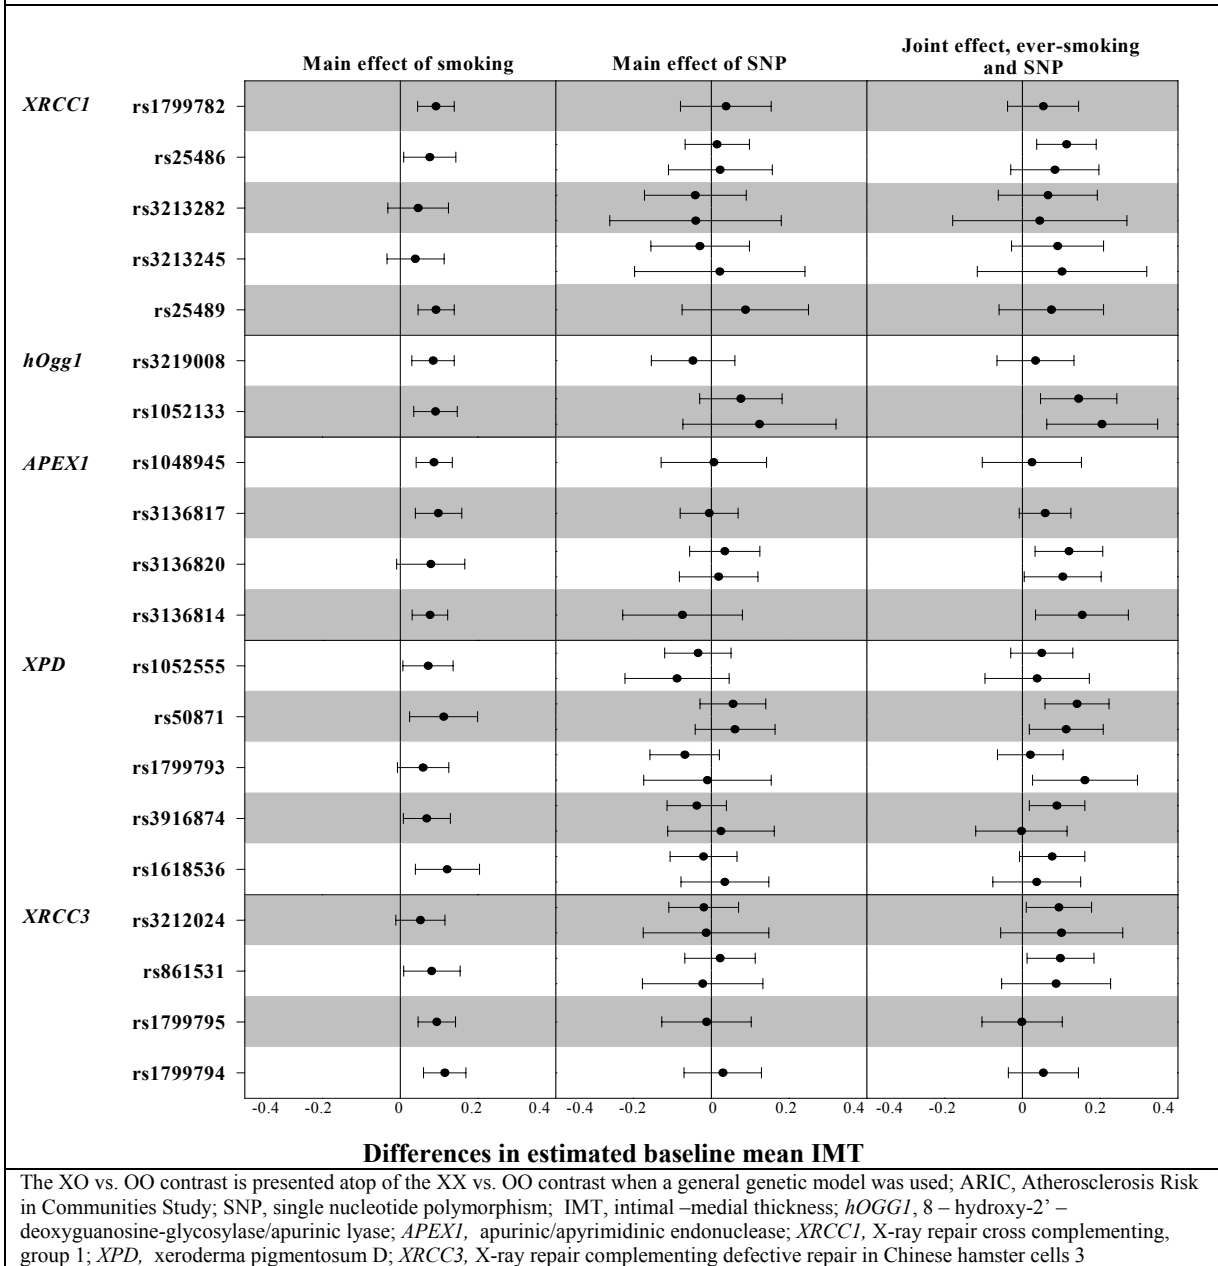 Main effect of smoking
Main effect of SNP
Joint effect, ever-smoking
and SNP
XRCC1
rs1799782
rs25486
rs3213282
rs3213245
rs25489
hOgg1
rs3219008
rs1052133
APEX1
rs1048945
rs3136817
rs3136820
rs3136814
XPD
rs1052555
rs50871
rs1799793
rs3916874
rs1618536
XRCC3
rs3212024
rs861531
rs1799795
rs1799794
-0.4 -0.2 0 0.2 0.4 -0.2 0 0.2 0.4 -0.4 -0.2 0 0.2 0.4
Differences in estimated baseline mean IMT
The XO vs. OO contrast is presented atop of the XX vs. OO contrast when a general genetic model was used; ARIC, Atherosclerosis Risk
in Communities Study; SNP, single nucleotide polymorphism; IMT, intimal –medial thickness; hOGG1, 8 – hydroxy-2’ –
deoxyguanosine-glycosylase/apurinic lyase; APEX1, apurinic/apyrimidinic endonuclease; XRCC1, X-ray repair cross complementing,
group 1; XPD, xeroderma pigmentosum D; XRCC3, X-ray repair complementing defective repair in Chinese hamster cells 3